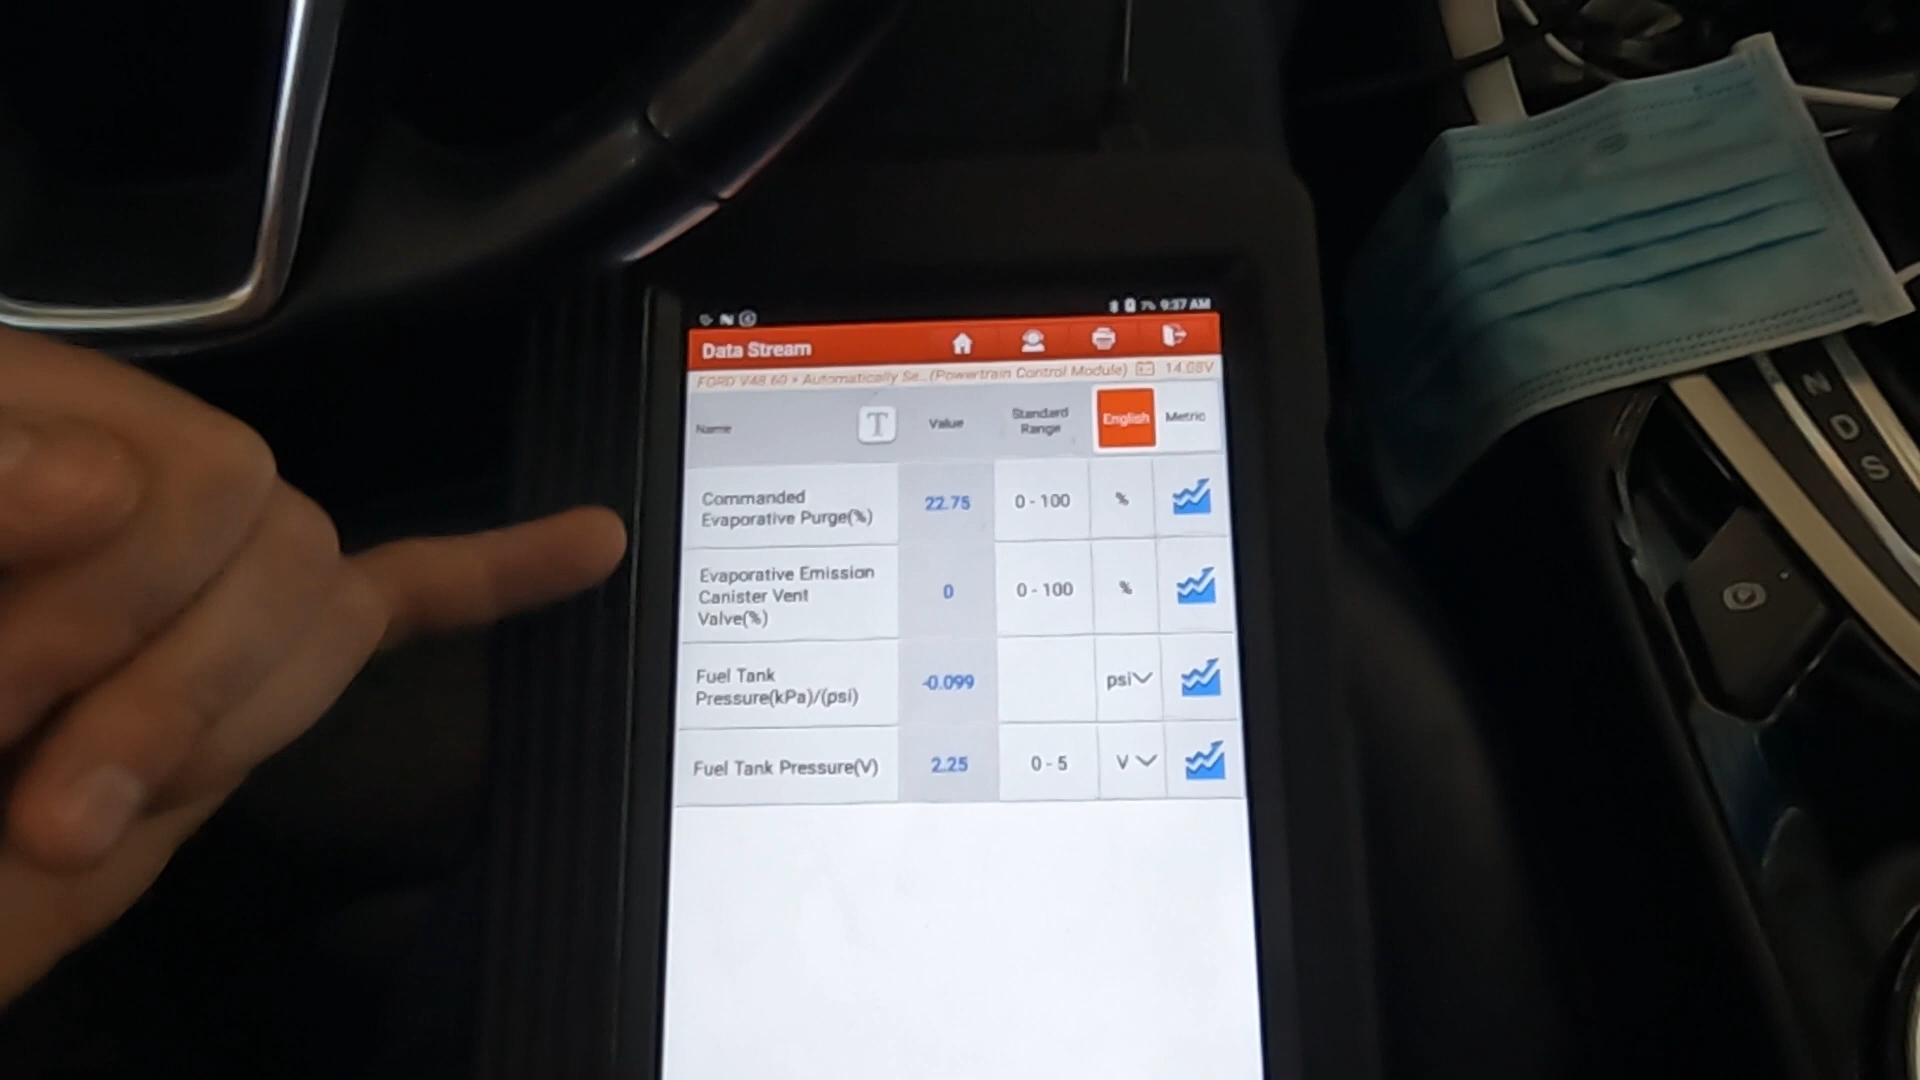 9:37 AM
Data Stream
FORD V48.60 > Automatically Se... (Powertrain Control Module) 14.08V
Name T Value Standard Range English Metric
Commanded Evaporative Purge(%) 22.75 0 - 100 %
Evaporative Emission Canister Vent Valve(%) 0 0 - 100 %
Fuel Tank Pressure(kPa)/(psi) -0.099 psi
Fuel Tank Pressure(V) 2.25 0 - 5 V
N
D
S